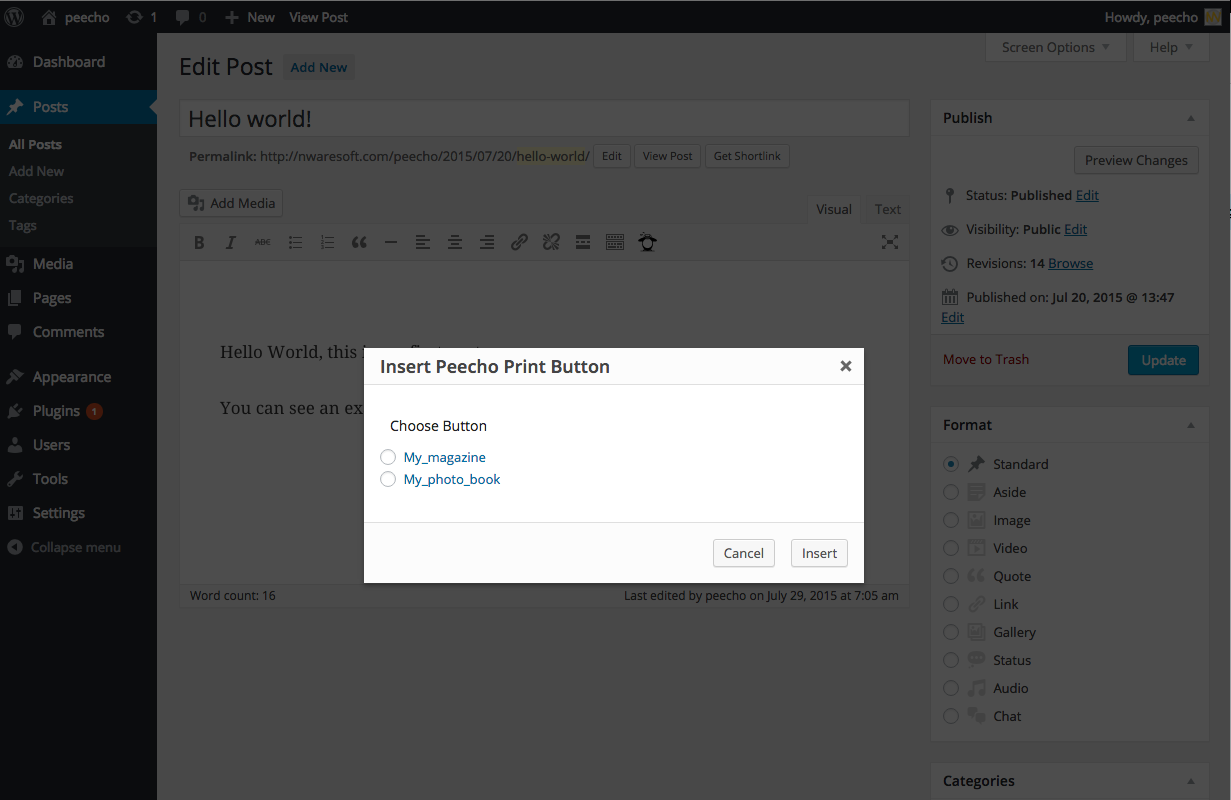 peecho 1 0 New View Post Howdy, peecho
Dashboard
Posts
All Posts
Add New
Categories
Tags
Media
Pages
Comments
Appearance
Plugins 1
Users
Tools
Settings
Collapse menu
Screen Options Help
Edit Post Add New
Hello world!
Permalink: http://nwaresoft.com/peecho/2015/07/20/hello-world/ Edit View Post Get Shortlink
Add Media Visual Text
B I ABC
Hello World, this
You can see an ex
Insert Peecho Print Button
Choose Button
My_magazine
My_photo_book
Cancel Insert
Word count: 16 Last edited by peecho on July 29, 2015 at 7:05 am
Publish
Preview Changes
Status: Published Edit
Visibility: Public Edit
Revisions: 14 Browse
Published on: Jul 20, 2015 @ 13:47
Edit
Move to Trash Update
Format
Standard
Aside
Image
Video
Quote
Link
Gallery
Status
Audio
Chat
Categories